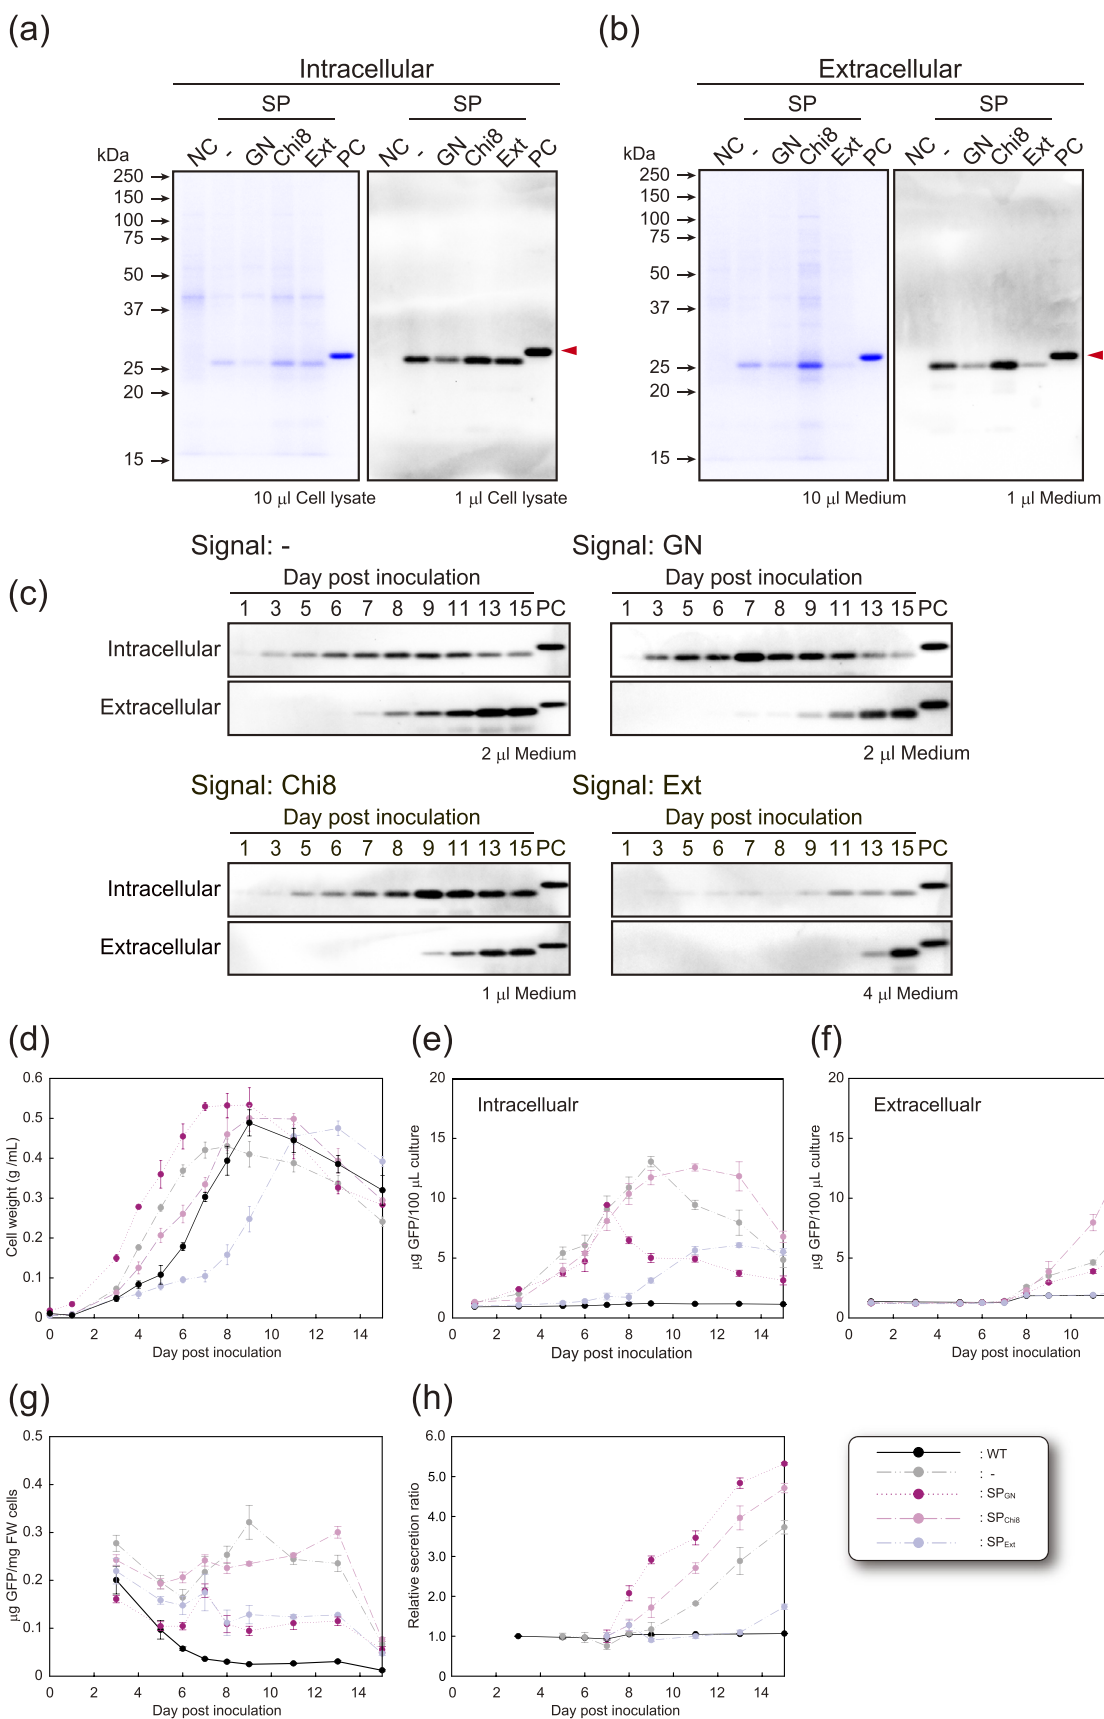 (a)
Intracellular
SP
NC - GN Chi8 Ext PC NC - GN Chi8 Ext PC
kDa
250
150
100
75
50
37
25
20
15
10 μl Cell lysate
1 μl Cell lysate
(b)
Extracellular
SP
SP
NC - GN Chi8 Ext PC NC - GN Chi8 Ext PC
kDa
250
150
100
75
50
37
25
20
15
10 μl Medium
1 μl Medium
(c)
Signal: -
Day post inoculation
1 3 5 6 7 8 9 11 13 15 PC
Intracellular
Extracellular
2 μl Medium
Signal: GN
Day post inoculation
1 3 5 6 7 8 9 11 13 15 PC
2 μl Medium
Signal: Chi8
Day post inoculation
1 3 5 6 7 8 9 11 13 15 PC
Intracellular
Extracellular
1 μl Medium
Signal: Ext
Day post inoculation
1 3 5 6 7 8 9 11 13 15 PC
4 μl Medium
(d)
Cell weight (g /mL)
0.6
0.5
0.4
0.3
0.2
0.1
0
0 2 4 6 8 10 12 14
Day post inoculation
(e)
Intracellualr
μg GFP/100 μL culture
20
15
10
5
0
0 2 4 6 8 10 12 14
Day post inoculation
(f)
Extracellualr
μg GFP/100 μL culture
20
15
10
5
0
0 2 4 6 8 10
Day post inoculation
(g)
μg GFP/mg FW cells
0.5
0.4
0.3
0.2
0.1
0
0 2 4 6 8 10 12 14
Day post inoculation
(h)
Relative secretion ratio
6.0
5.0
4.0
3.0
2.0
1.0
0
0 2 4 6 8 10 12 14
Day post inoculation
: WT
: -
: SPGN
: SPChi8
: SPExt